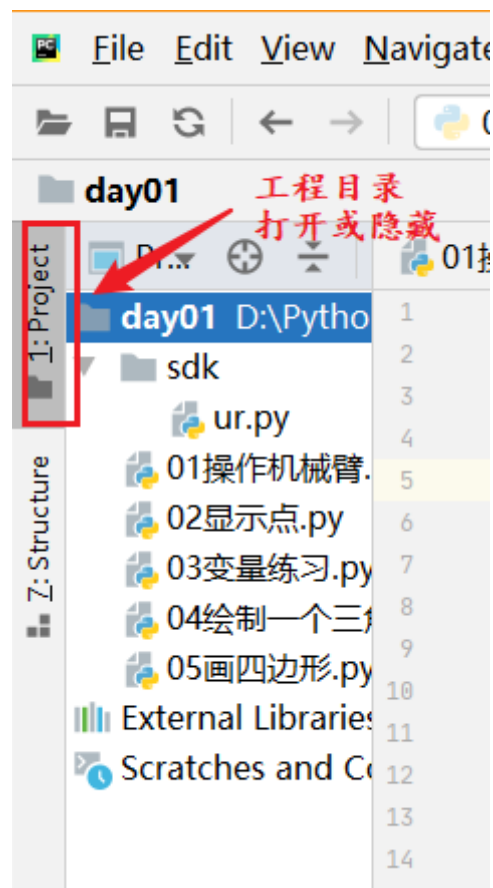 PC File Edit View Navigate
day01
工程目录
打开或隐藏
1: Project
Pr...
01
day01 D:\Pytho
sdk
ur.py
01操作机械臂.
02显示点.py
03变量练习.py
04绘制一个三
05画四边形.py
External Libraries
Scratches and Co
Z: Structure
1
2
3
4
5
6
7
8
9
10
11
12
13
14